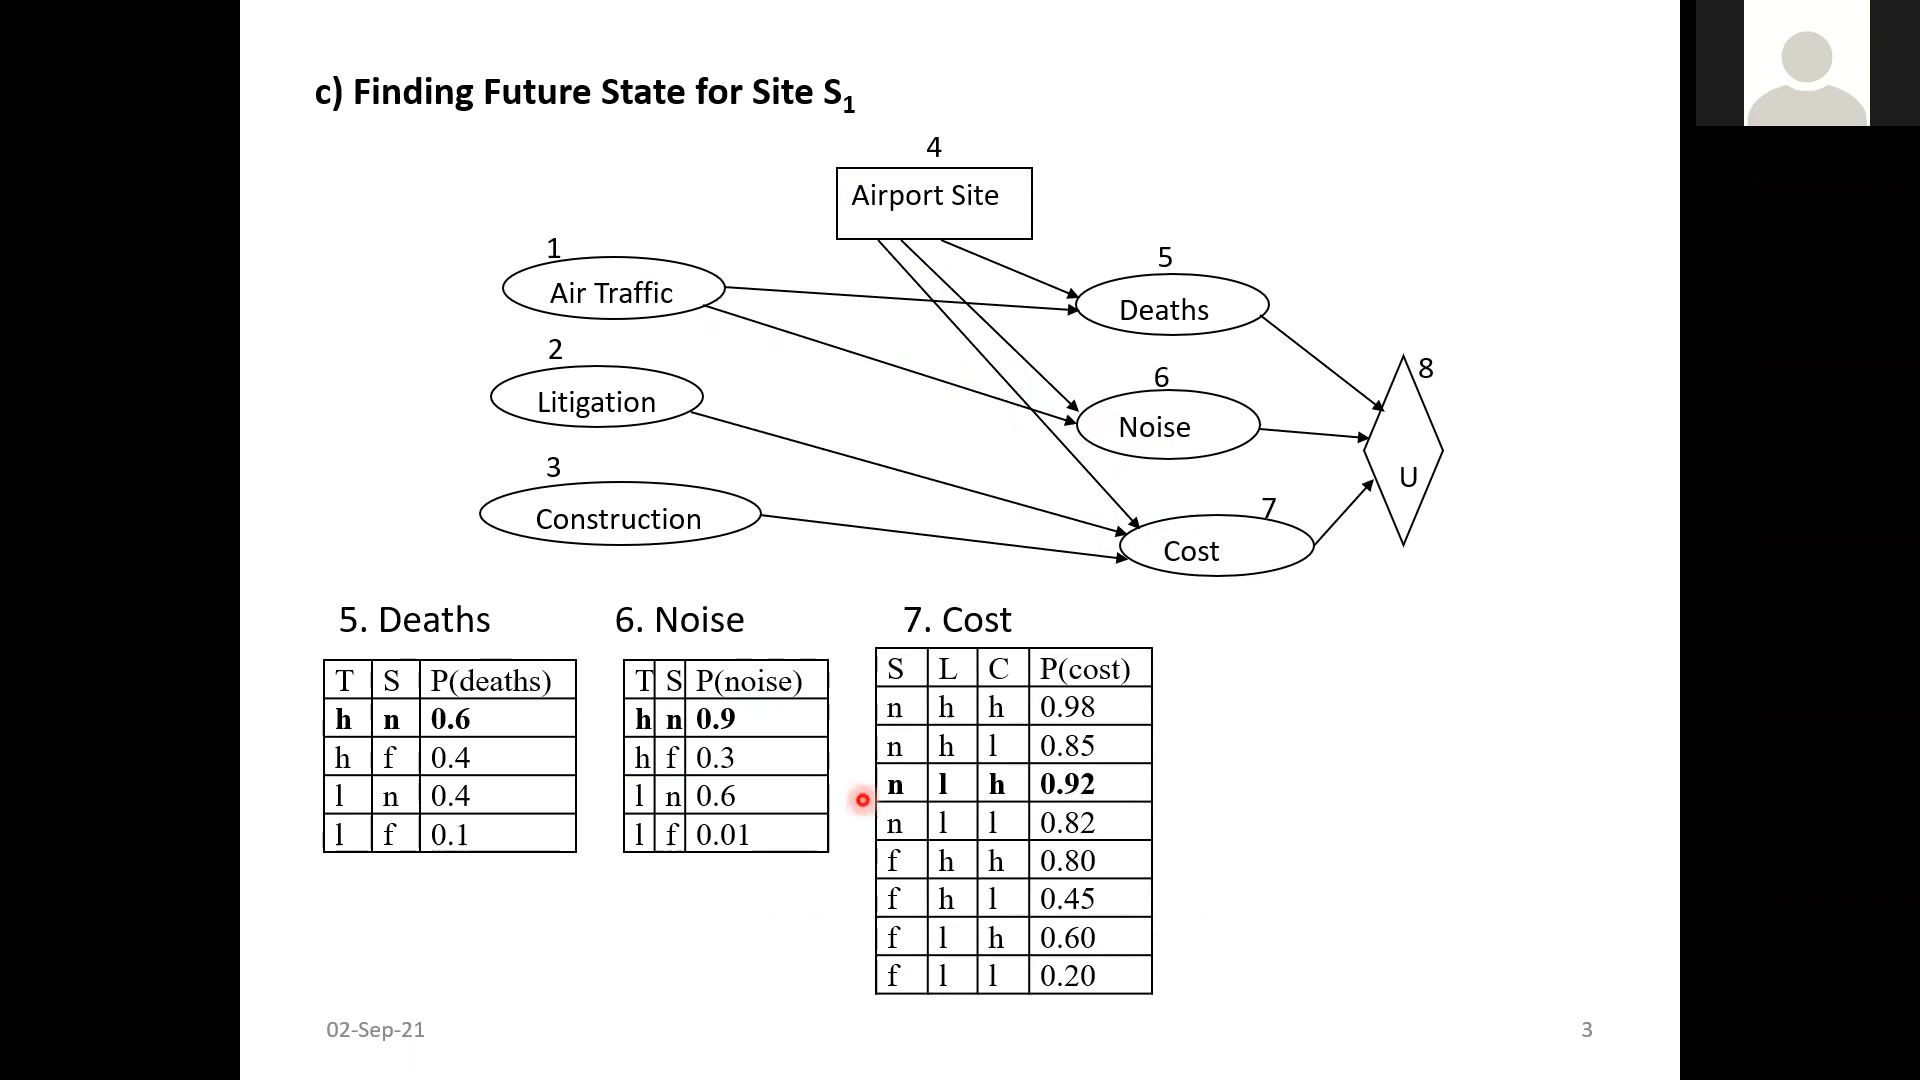 c) Finding Future State for Site S1
4
Airport Site
1
Air Traffic
5
Deaths
2
Litigation
6
Noise
8
U
3
Construction
7
Cost
5. Deaths
T S P(deaths)
h n 0.6
h f 0.4
l n 0.4
l f 0.1
6. Noise
T S P(noise)
h n 0.9
h f 0.3
l n 0.6
l f 0.01
7. Cost
S L C P(cost)
n h h 0.98
n h l 0.85
n l h 0.92
n l l 0.82
f h h 0.80
f h l 0.45
f l h 0.60
f l l 0.20
02-Sep-21
3